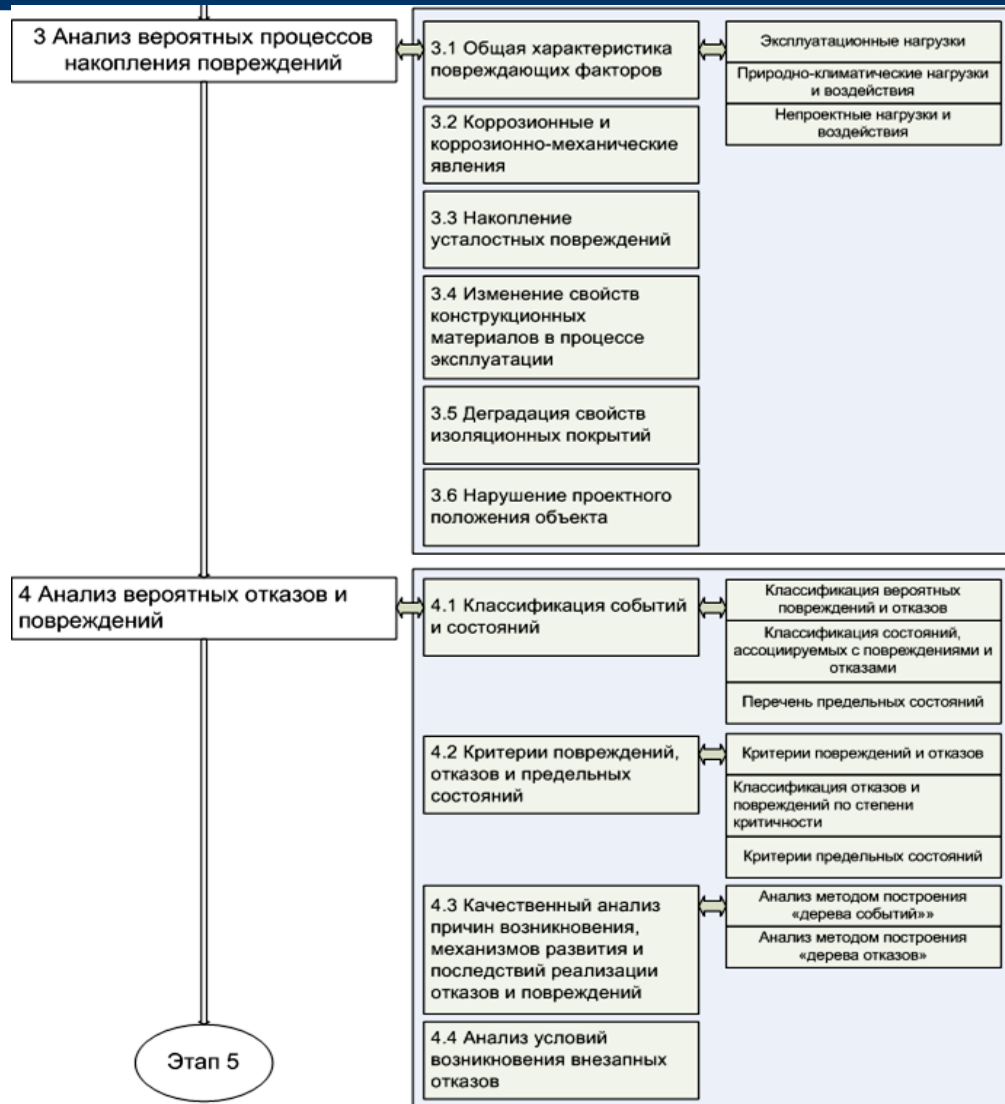 3 Анализ вероятных процессов
накопления повреждений
3.1 Общая характеристика
повреждающих факторов
Эксплуатационные нагрузки
Природно-климатические нагрузки
и воздействия
Непроектные нагрузки и
воздействия
3.2 Коррозионные и
коррозионно-механические
явления
3.3 Накопление
усталостных повреждений
3.4 Изменение свойств
конструкционных
материалов в процессе
эксплуатации
3.5 Деградация свойств
изоляционных покрытий
3.6 Нарушение проектного
положения объекта
4 Анализ вероятных отказов и
повреждений
4.1 Классификация событий
и состояний
Классификация вероятных
повреждений и отказов
Классификация состояний,
ассоциируемых с повреждениями и
отказами
Перечень предельных состояний
4.2 Критерии повреждений,
отказов и предельных
состояний
Критерии повреждений и отказов
Классификация отказов и
повреждений по степени
критичности
Критерии предельных состояний
4.3 Качественный анализ
причин возникновения,
механизмов развития и
последствий реализации
отказов и повреждений
Анализ методом построения
«дерева событий»»
Анализ методом построения
«дерева отказов»
4.4 Анализ условий
возникновения внезапных
отказов
Этап 5